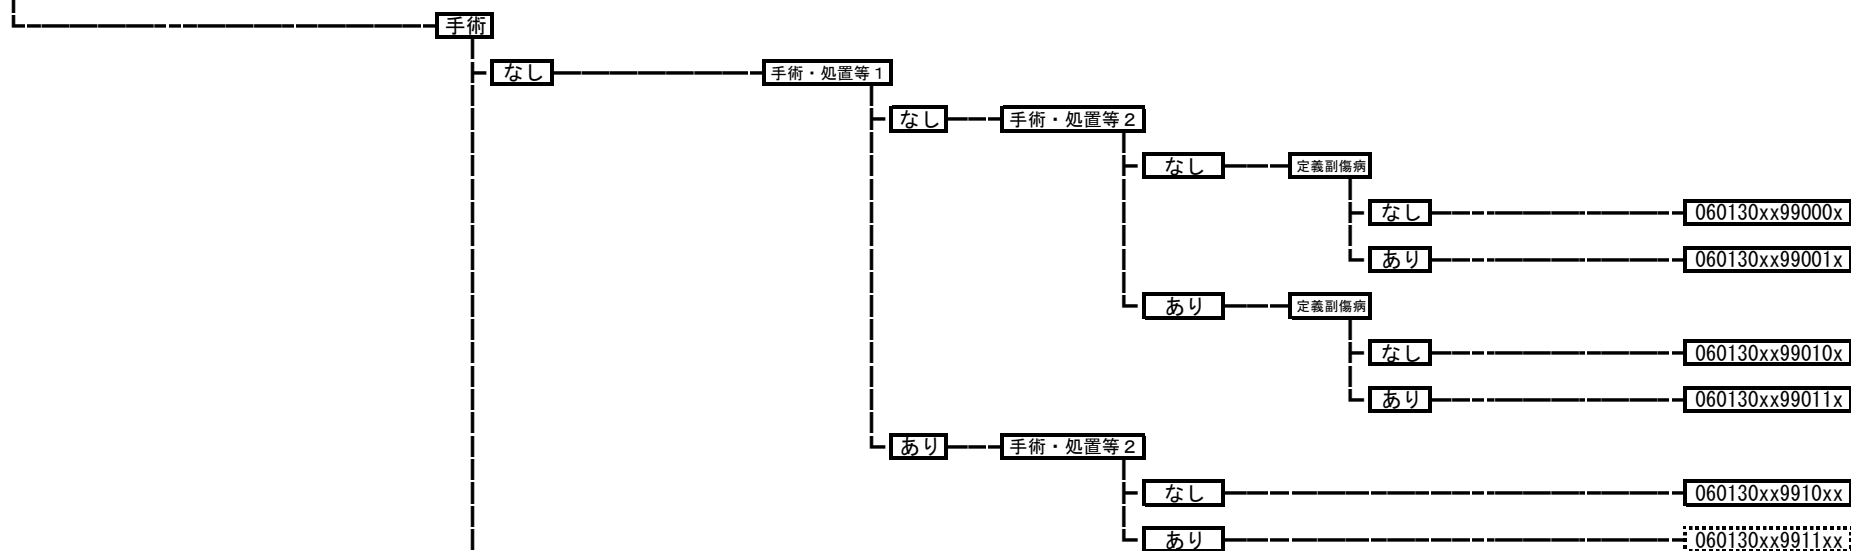 手術
なし 手術・処置等１
なし 手術・処置等２
なし 定義副傷病
なし 060130xx99000x
あり 060130xx99001x
あり 定義副傷病
なし 060130xx99010x
あり 060130xx99011x
あり 手術・処置等２
なし 060130xx9910xx
あり 060130xx9911xx